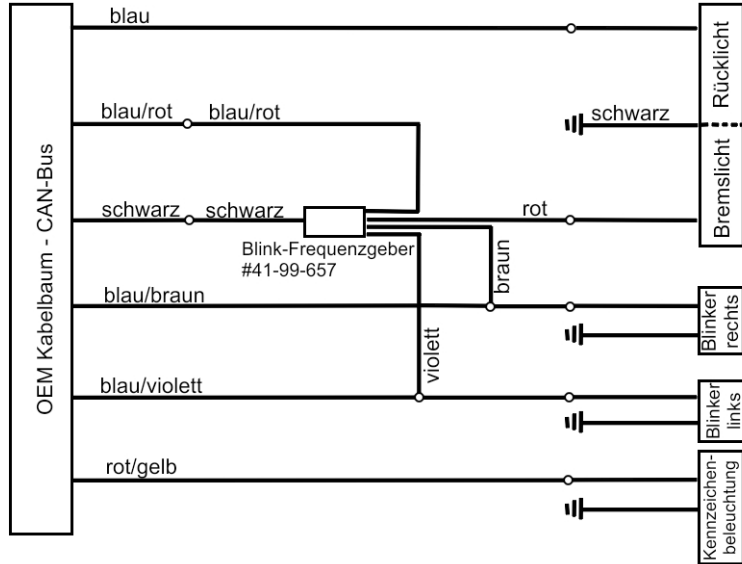 OEM Kabelbaum - CAN-Bus
blau
Rücklicht
blau/rot
blau/rot
schwarz
Bremslicht
schwarz
schwarz
rot
Blink-Frequenzgeber
#41-99-657
braun
blau/braun
Blinker
rechts
violett
blau/violett
Blinker
links
rot/gelb
Kennzeichen-
beleuchtung